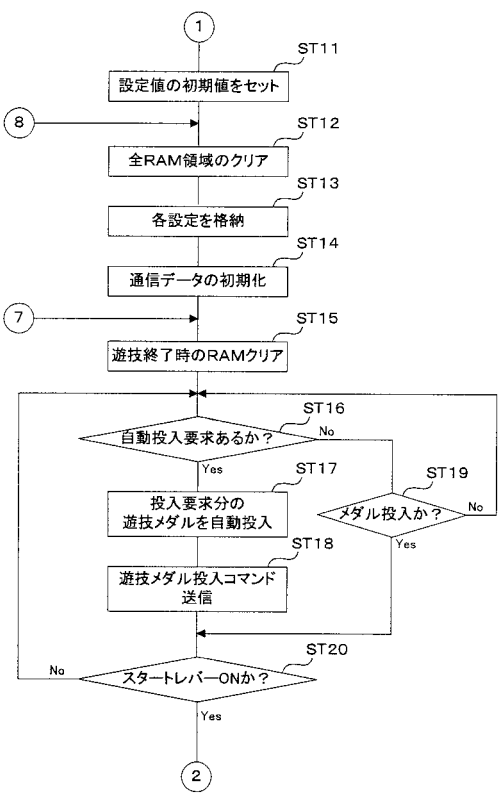 1
ST11
設定値の初期値をセット
8
ST12
全RAM領域のクリア
ST13
各設定を格納
ST14
通信データの初期化
7
ST15
遊技終了時のRAMクリア
ST16
自動投入要求あるか?
No
Yes
ST17
投入要求分の
遊技メダルを自動投入
ST19
メダル投入か?
No
Yes
ST18
遊技メダル投入コマンド
送信
ST20
スタートレバーONか?
No
Yes
2